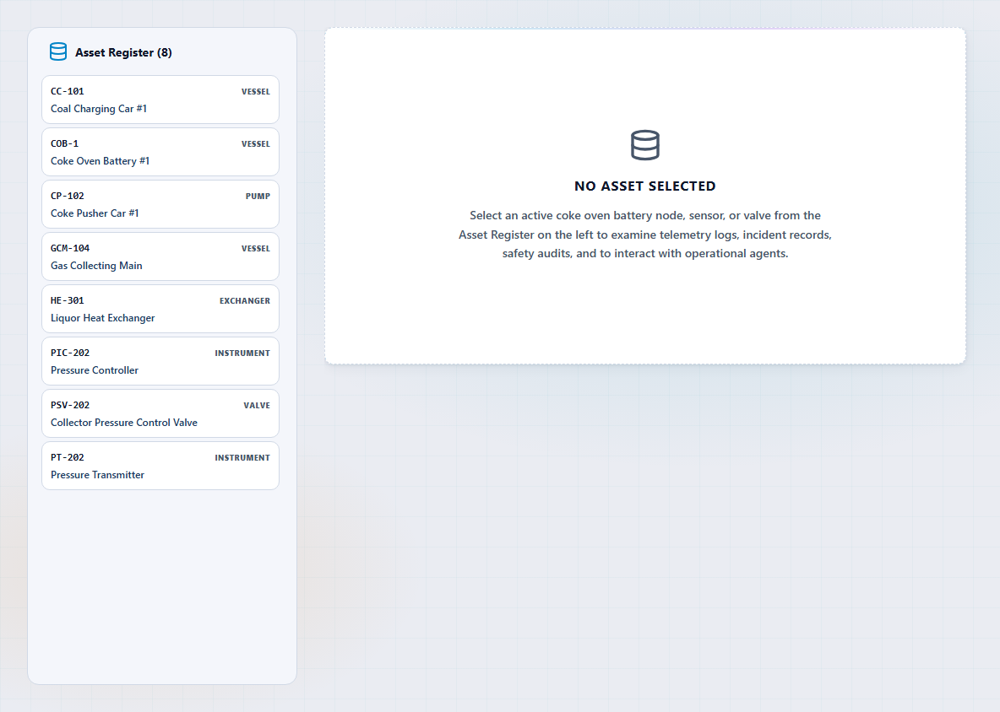 Asset Register (8)
CC-101
VESSEL
Coal Charging Car #1
COB-1
VESSEL
Coke Oven Battery #1
CP-102
PUMP
Coke Pusher Car #1
GCM-104
VESSEL
Gas Collecting Main
HE-301
EXCHANGER
Liquor Heat Exchanger
PIC-202
INSTRUMENT
Pressure Controller
PSV-202
VALVE
Collector Pressure Control Valve
PT-202
INSTRUMENT
Pressure Transmitter
NO ASSET SELECTED
Select an active coke oven battery node, sensor, or valve from the
Asset Register on the left to examine telemetry logs, incident records,
safety audits, and to interact with operational agents.